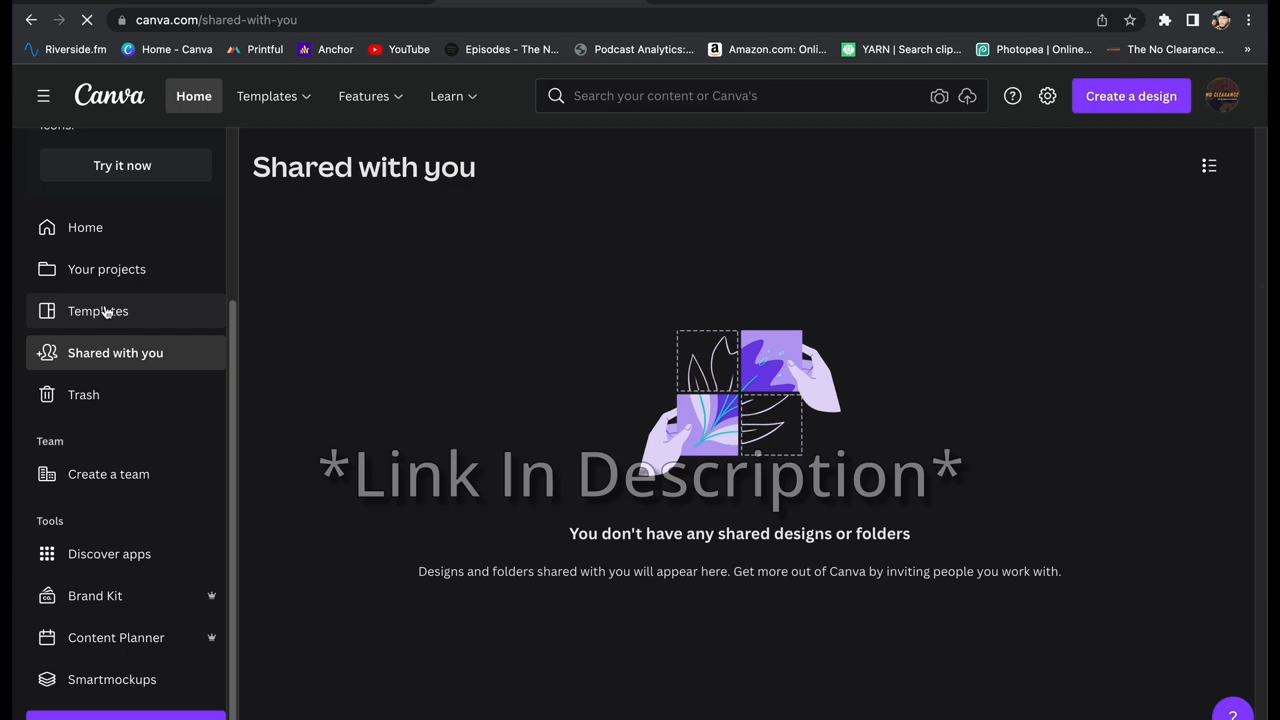 canva.com/shared-with-you
Riverside.fm
Home - Canva
Printful
Anchor
YouTube
Episodes - The N...
Podcast Analytics:...
Amazon.com: Onli...
YARN | Search clip...
Photopea | Online...
The No Clearance...
»
Canva
Home
Templates
Features
Learn
Search your content or Canva's
Create a design
NO CLEARANCE
Try it now
Shared with you
Home
Your projects
Templates
Shared with you
Trash
Team
Create a team
Tools
Discover apps
Brand Kit
Content Planner
Smartmockups
*Link In Description*
You don't have any shared designs or folders
Designs and folders shared with you will appear here. Get more out of Canva by inviting people you work with.
?